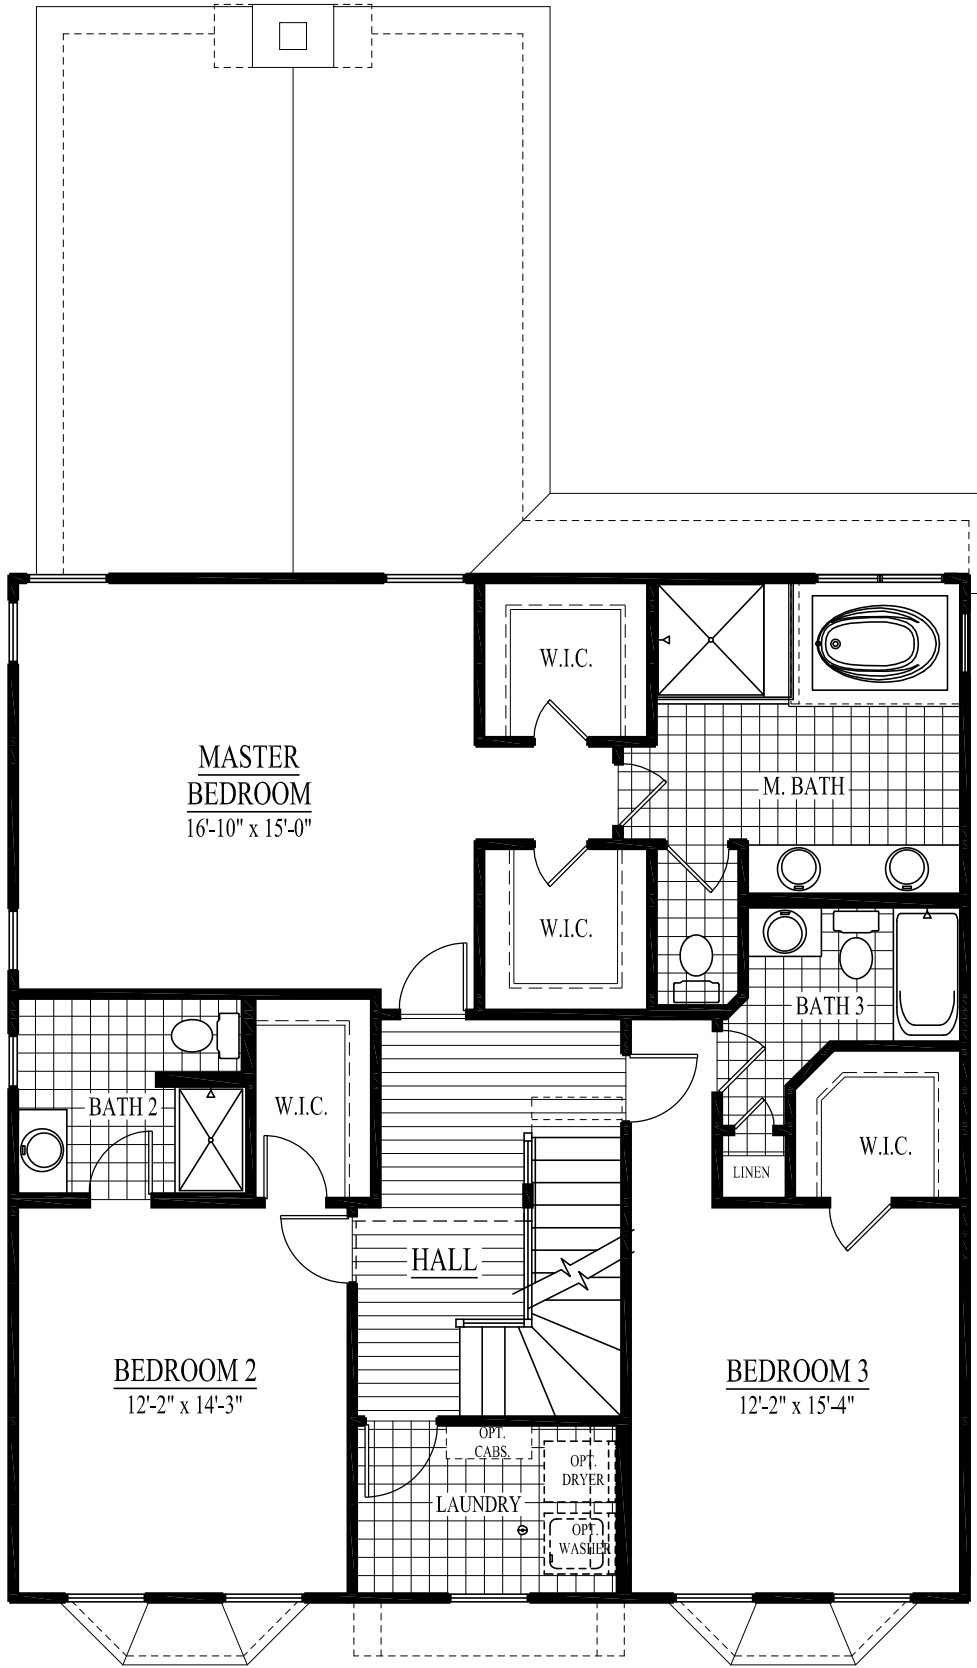 W.I.C.
MASTER
BEDROOM
16'-10" x 15'-0"
M. BATH
W.I.C.
BATH 3
BATH 2
W.I.C.
W.I.C.
LINEN
HALL
BEDROOM 2
12'-2" x 14'-3"
BEDROOM 3
12'-2" x 15'-4"
OPT.
CABS.
OPT.
DRYER
LAUNDRY
OPT.
WASHER